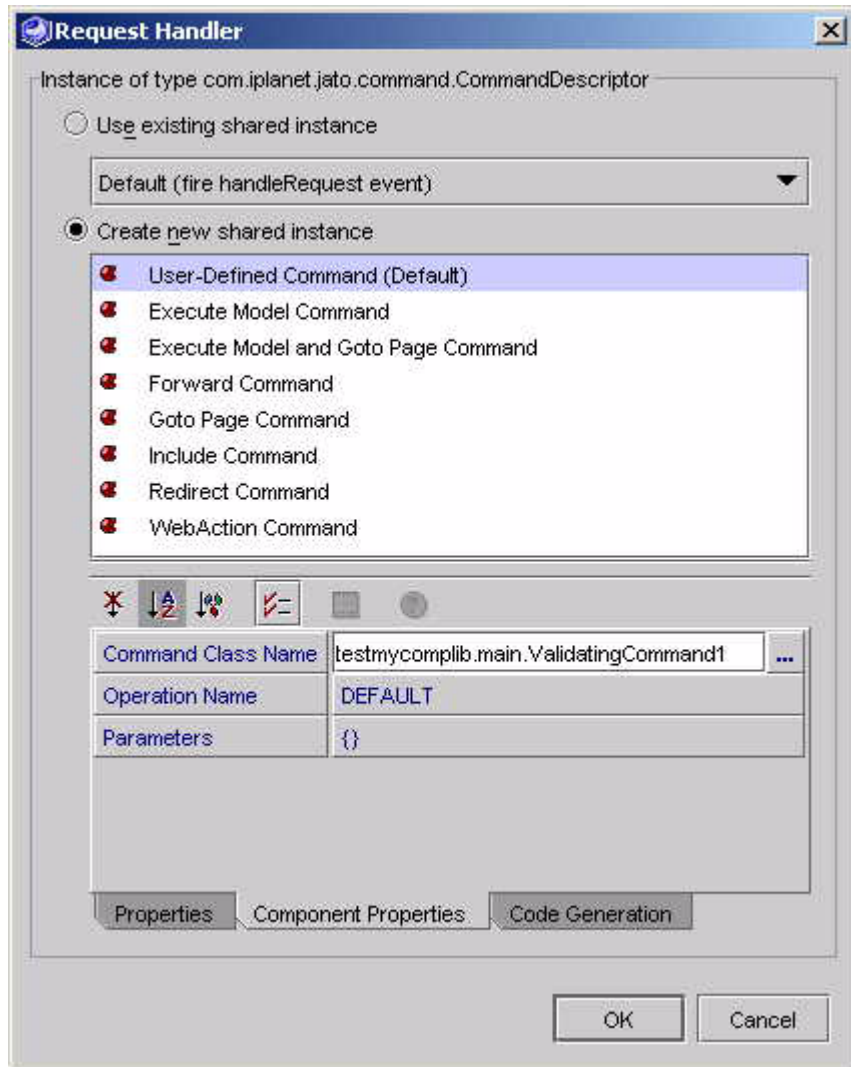 Request Handler
Instance of type com.iplanet.jato.command.CommandDescriptor
Use existing shared instance
Default (fire handleRequest event)
Create new shared instance
User-Defined Command (Default)
Execute Model Command
Execute Model and Goto Page Command
Forward Command
Goto Page Command
Include Command
Redirect Command
WebAction Command
Command Class Name testmycomplib.main.ValidatingCommand1 ...
Operation Name DEFAULT
Parameters {}
Properties Component Properties Code Generation
OK Cancel